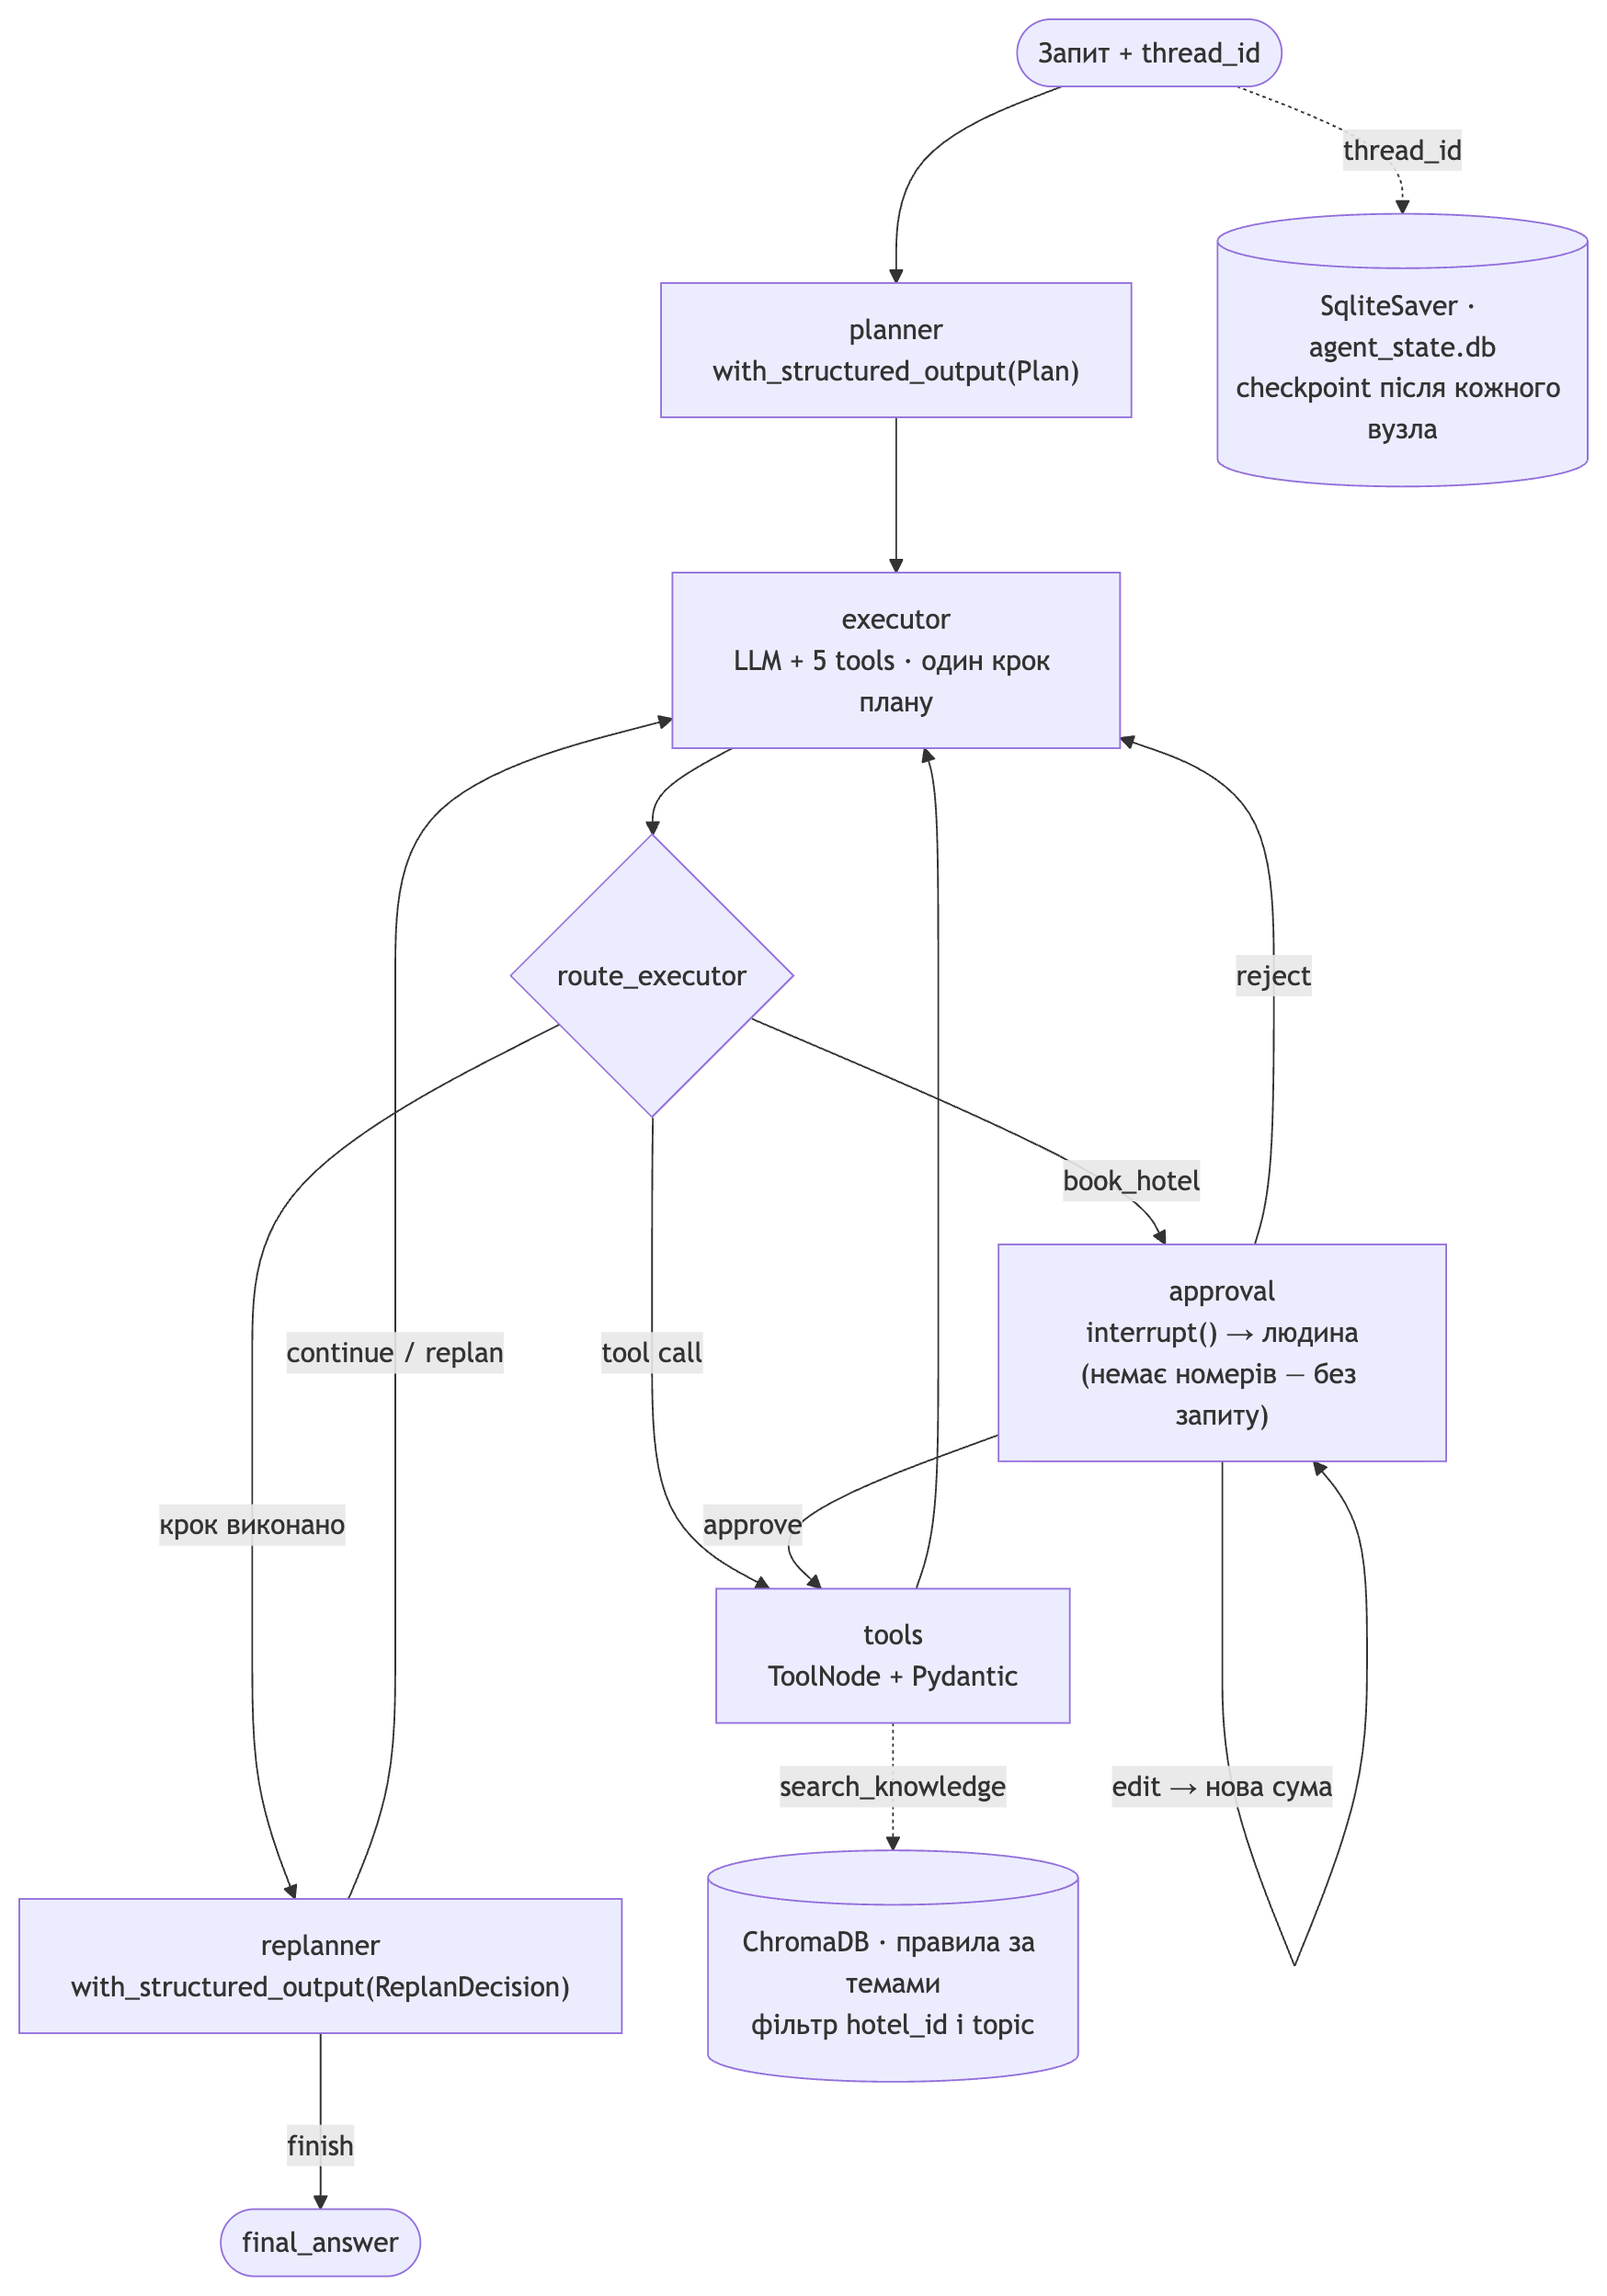 Запит + thread_id
thread_id
SqliteSaver ·
agent_state.db
checkpoint після кожного
вузла
planner
with_structured_output(Plan)
executor
LLM + 5 tools · один крок
плану
route_executor
reject
book_hotel
approval
interrupt() → людина
(немає номерів — без
запиту)
continue / replan
tool call
крок виконано
approve
tools
ToolNode + Pydantic
search_knowledge
edit → нова сума
ChromaDB · правила за
темами
фільтр hotel_id і topic
replanner
with_structured_output(ReplanDecision)
finish
final_answer